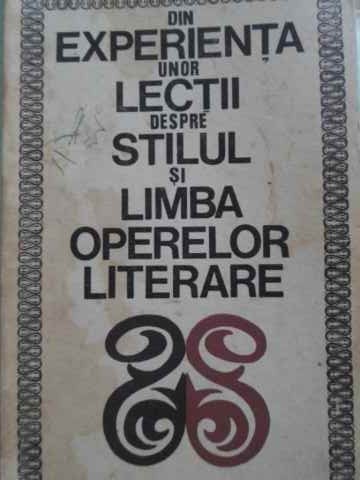 DIN
EXPERIENȚA
UNOR
LECȚII
DESPRE
STILUL
ȘI
LIMBA
OPERELOR
LITERARE